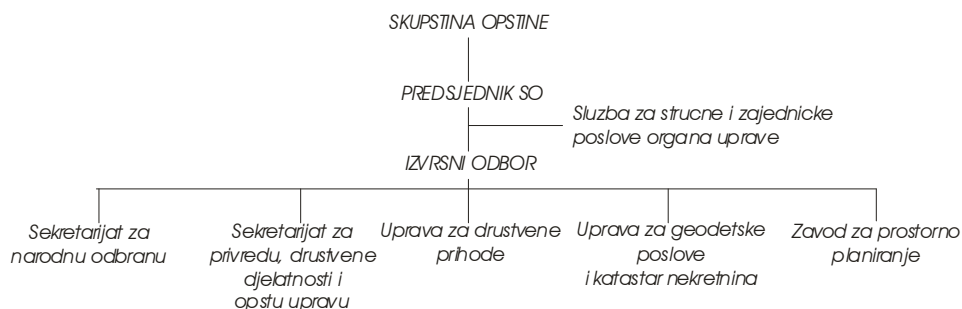 SKUPSTINA OPSTINE
PREDSJEDNIK SO
Sluzba za strucne i zajednicke
poslove organa uprave
IZVRSNI ODBOR
Sekretarijat za
narodnu odbranu
Sekretarijat za
privredu, drustvene
djelatnosti i
opstu upravu
Uprava za drustvene
prihode
Uprava za geodetske
poslove
i katastar nekretnina
Zavod za prostorno
planiranje